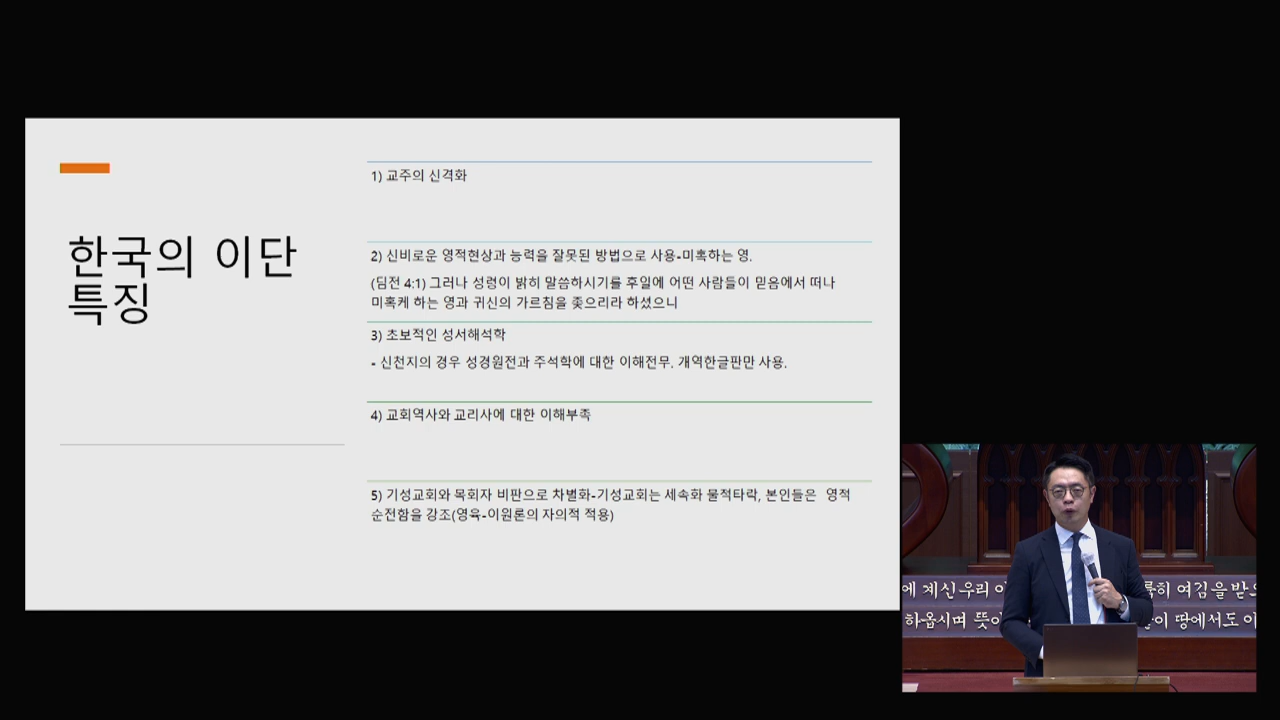 한국의 이단
특징
1) 교주의 신격화
2) 신비로운 영적현상과 능력을 잘못된 방법으로 사용-미혹하는 영.
(딤전 4:1) 그러나 성령이 밝히 말씀하시기를 후일에 어떤 사람들이 믿음에서 떠나
미혹케 하는 영과 귀신의 가르침을 좇으리라 하셨으니
3) 초보적인 성서해석학
- 신천지의 경우 성경원전과 주석학에 대한 이해전무. 개역한글판만 사용.
4) 교회역사와 교리사에 대한 이해부족
5) 기성교회와 목회자 비판으로 차별화-기성교회는 세속화 물적타락, 본인들은 영적
순전함을 강조(영육-이원론의 자의적 적용)
에 계신 우리 히 여김을 받
하옵시며 뜻 이 땅에서도 이